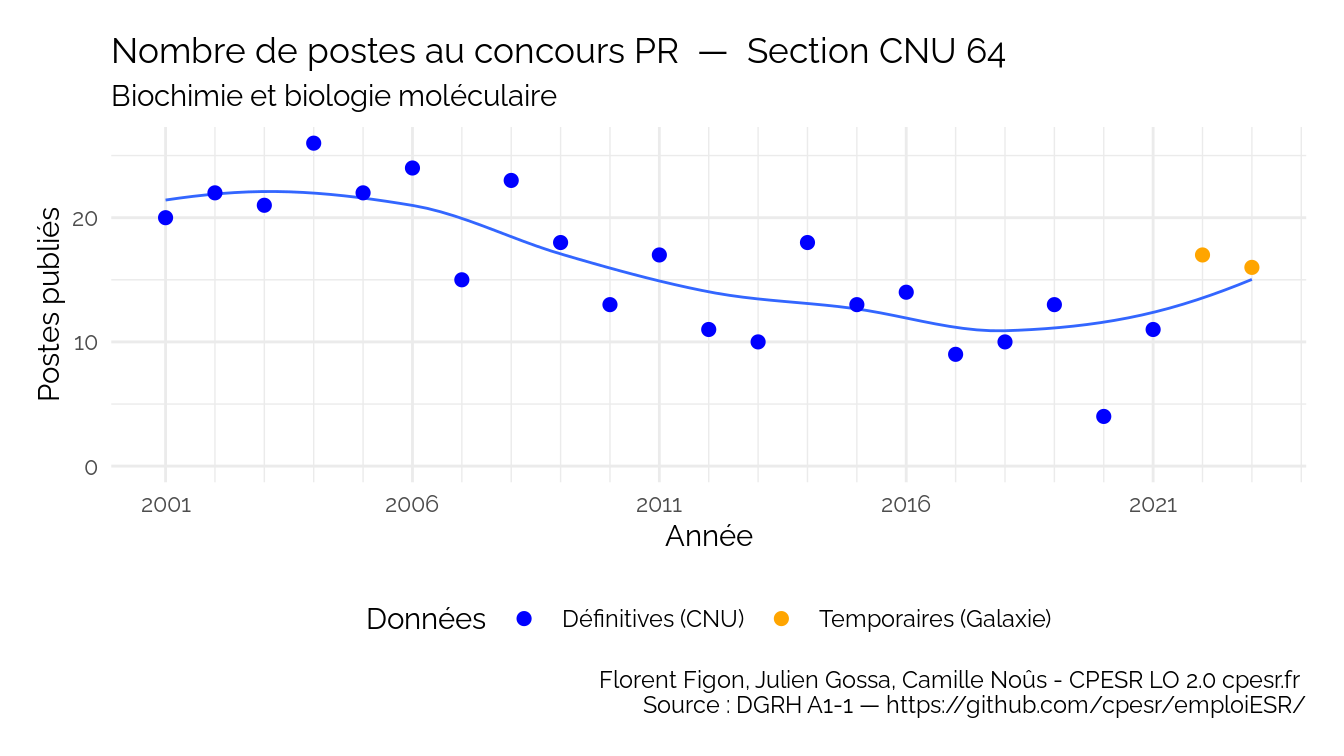 Nombre de postes au concours PR — Section CNU 64
Biochimie et biologie moléculaire
Postes publiés
20
10
0
2001
2006
2011
2016
2021
Année
Données
Définitives (CNU)
Temporaires (Galaxie)
Florent Figon, Julien Gossa, Camille Noûs - CPESR LO 2.0 cpesr.fr
Source : DGRH A1-1 — https://github.com/cpesr/emploiESR/